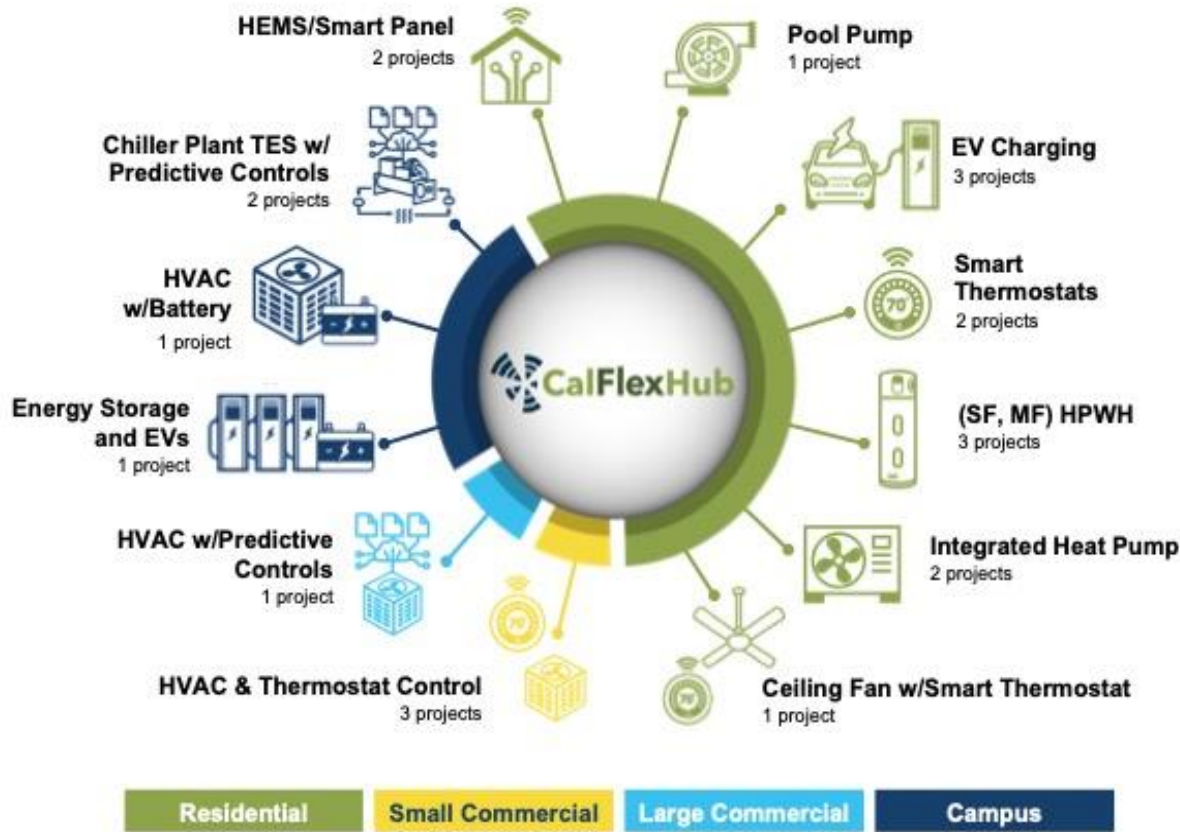 HEMS/Smart Panel
2 projects
Pool Pump
1 project
Chiller Plant TES w/
Predictive Controls
2 projects
EV Charging
3 projects
HVAC
w/Battery
1 project
Smart
Thermostats
2 projects
70°
CalFlexHub
Energy Storage
and EVs
1 project
(SF, MF) HPWH
3 projects
HVAC w/Predictive
Controls
1 project
Integrated Heat Pump
2 projects
70°
HVAC & Thermostat Control
3 projects
Ceiling Fan w/Smart Thermostat
1 project
70°
Residential
Small Commercial
Large Commercial
Campus